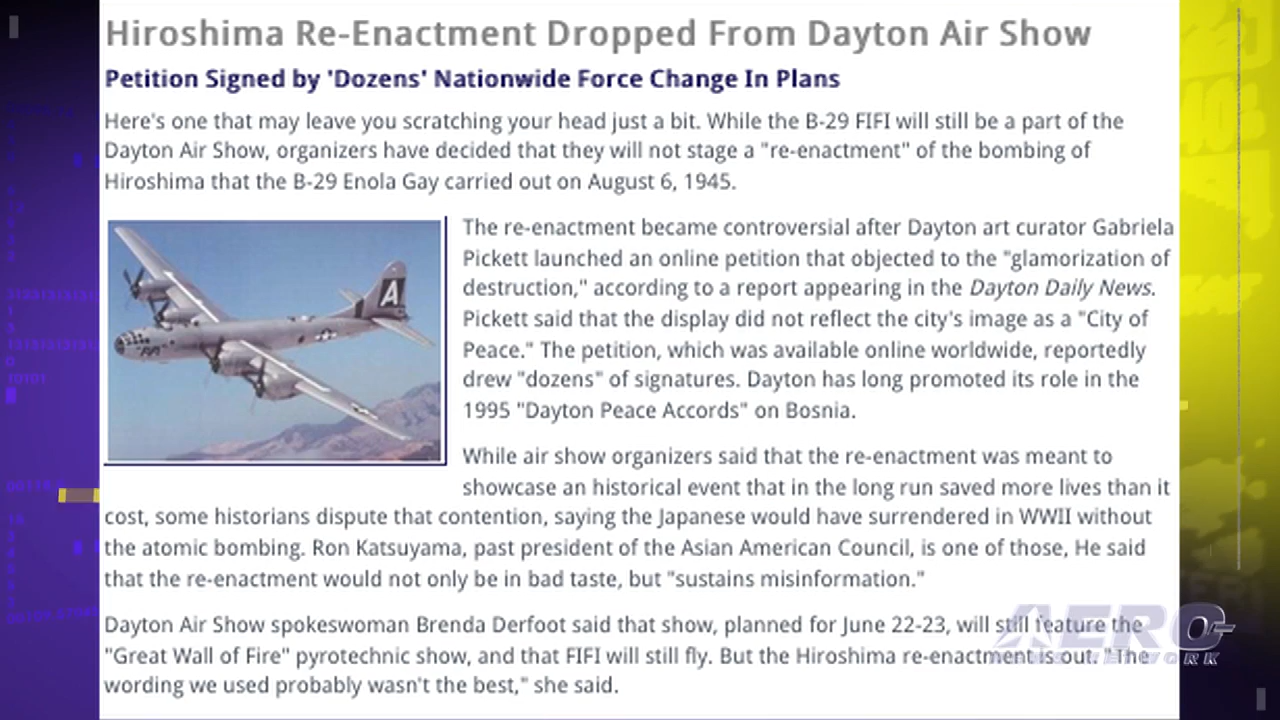 Hiroshima Re-Enactment Dropped From Dayton Air Show
Petition Signed by 'Dozens' Nationwide Force Change In Plans
Here's one that may leave you scratching your head just a bit. While the B-29 FIFI will still be a part of the
Dayton Air Show, organizers have decided that they will not stage a "re-enactment" of the bombing of
Hiroshima that the B-29 Enola Gay carried out on August 6, 1945.
The re-enactment became controversial after Dayton art curator Gabriela
Pickett launched an online petition that objected to the "glamorization of
destruction," according to a report appearing in the Dayton Daily News.
Pickett said that the display did not reflect the city's image as a "City of
Peace." The petition, which was available online worldwide, reportedly
drew "dozens" of signatures. Dayton has long promoted its role in the
1995 "Dayton Peace Accords" on Bosnia.
A
FIFI
While air show organizers said that the re-enactment was meant to
showcase an historical event that in the long run saved more lives than it
cost, some historians dispute that contention, saying the Japanese would have surrendered in WWII without
the atomic bombing. Ron Katsuyama, past president of the Asian American Council, is one of those, He said
that the re-enactment would not only be in bad taste, but "sustains misinformation."
Dayton Air Show spokeswoman Brenda Derfoot said that show, planned for June 22-23, will still feature the
"Great Wall of Fire" pyrotechnic show, and that FIFI will still fly. But the Hiroshima re-enactment is out. "The
wording we used probably wasn't the best," she said.
AERO